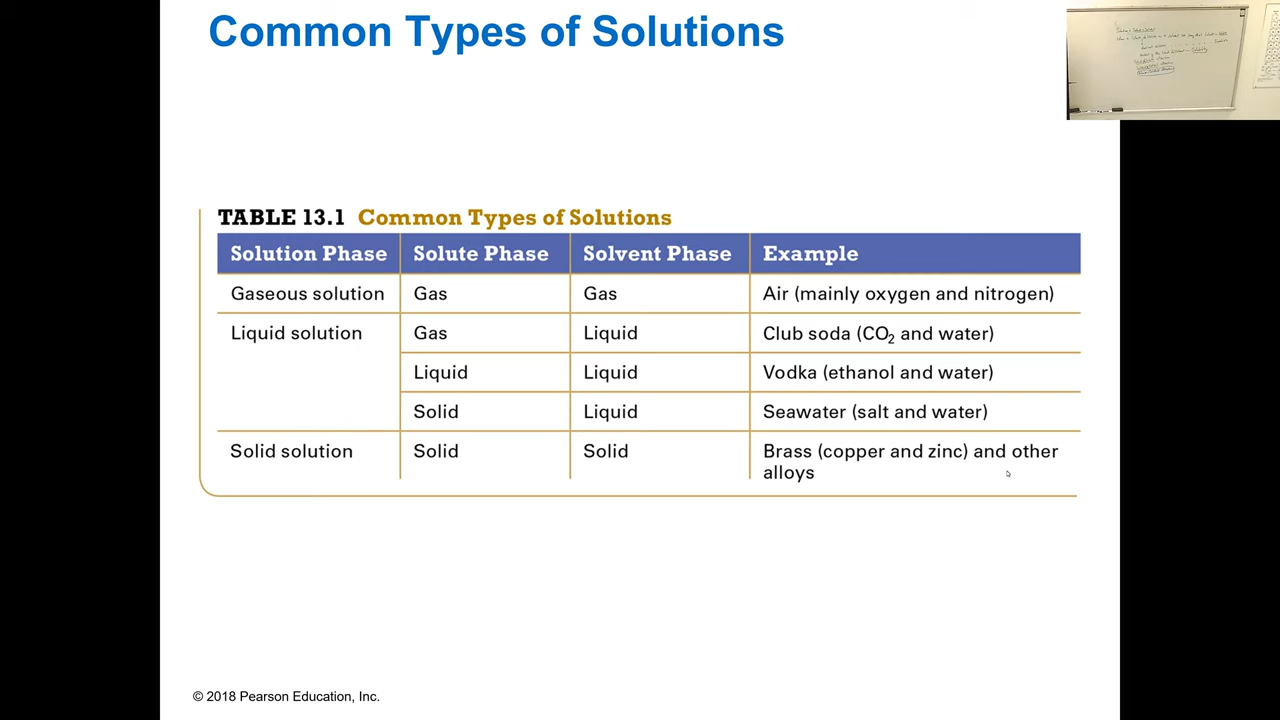 Common Types of Solutions
TABLE 13.1 Common Types of Solutions
Solution Phase Solute Phase Solvent Phase Example
Gaseous solution Gas Gas Air (mainly oxygen and nitrogen)
Liquid solution Gas Liquid Club soda (CO₂ and water)
Liquid Liquid Vodka (ethanol and water)
Solid Liquid Seawater (salt and water)
Solid solution Solid Solid Brass (copper and zinc) and other
alloys
© 2018 Pearson Education, Inc.